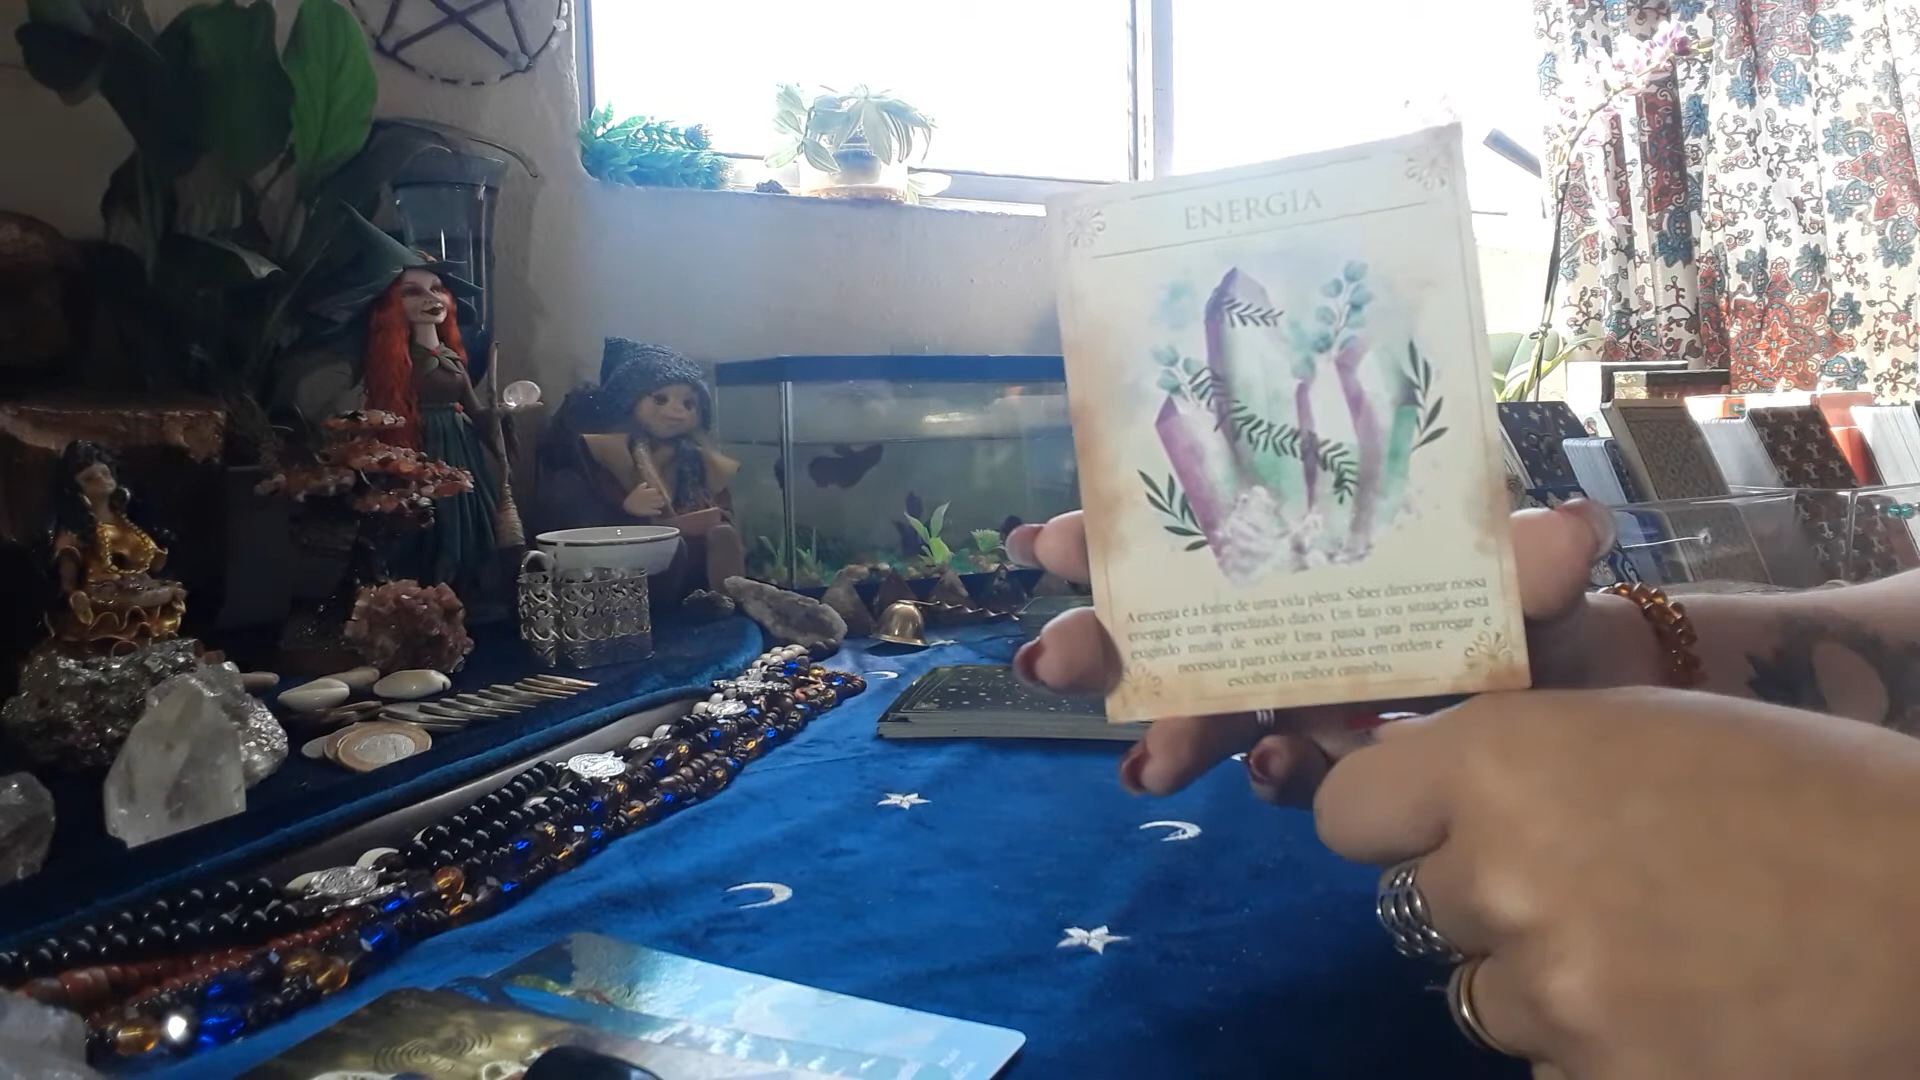 ENERGIA
A energia é a fonte de uma vida plena. Saber direcionar nossa
energia é um aprendizado diário. Um fato ou situação está
exigindo muito de você? Uma pausa para recarregar é
necessária para colocar as ideias em ordem e
escolher o melhor caminho.